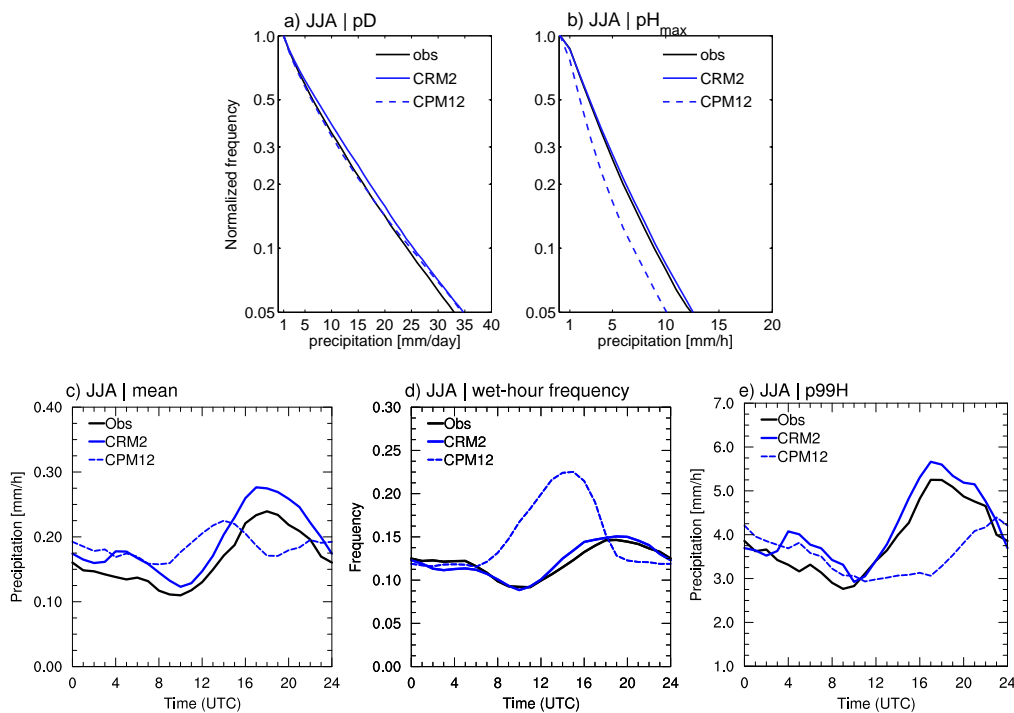 a) JJA | pD
b) JJA | pHmax
1.0
0.5
0.3
0.2
0.1
0.05
Normalized frequency
obs
CRM2
CPM12
1 5 10 15 20 25 30 35 40
precipitation [mm/day]
1.0
0.5
0.3
0.2
0.1
0.05
obs
CRM2
CPM12
1 5 10 15 20
precipitation [mm/h]
c) JJA | mean
0.40
0.30
0.20
0.10
0.00
Precipitation [mm/h]
Obs
CRM2
CPM12
0 4 8 12 16 20 24
Time (UTC)
d) JJA | wet-hour frequency
0.30
0.25
0.20
0.15
0.10
0.05
0.00
Frequency
Obs
CRM2
CPM12
0 4 8 12 16 20 24
Time (UTC)
e) JJA | p99H
7.0
6.0
5.0
4.0
3.0
2.0
1.0
Precipitation [mm/h]
Obs
CRM2
CPM12
0 4 8 12 16 20 24
Time (UTC)